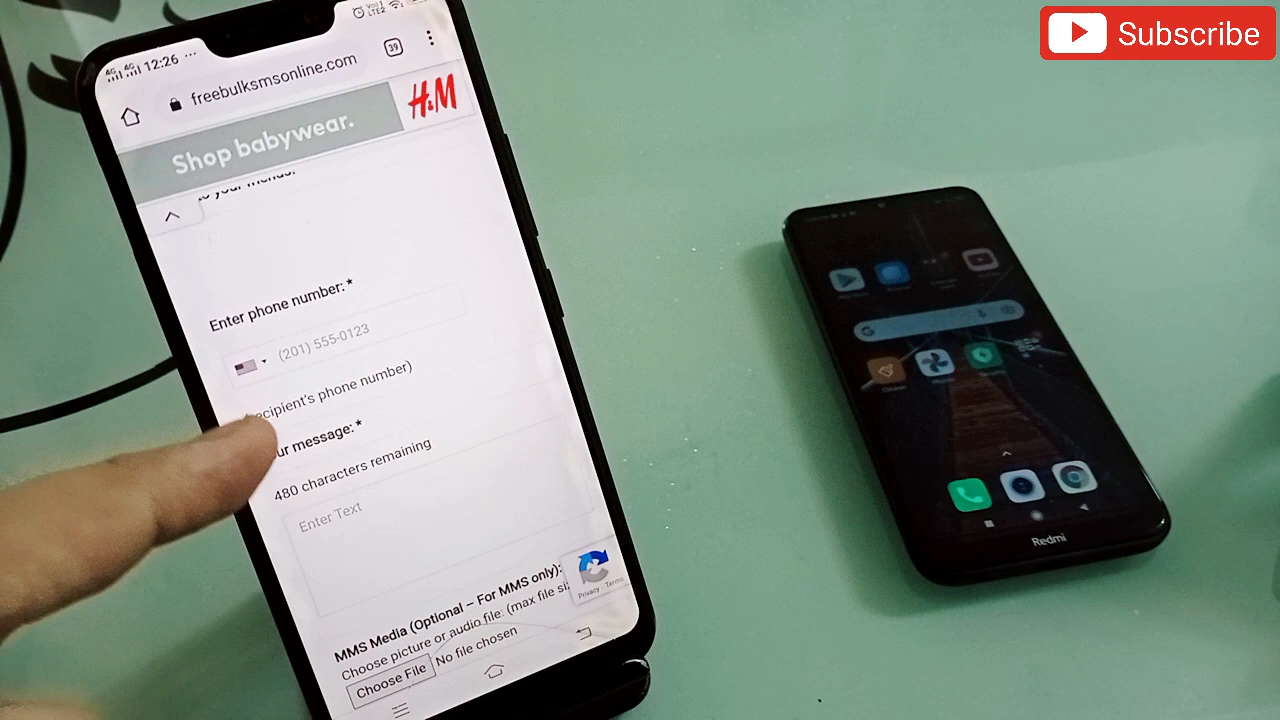 Subscribe
12:26
39
freebulksmsonline.com
Shop babywear.
H&M
to your friends.
Enter phone number: *
(201) 555-0123
ecipient's phone number)
ur message: *
480 characters remaining
Enter Text
Privacy Terms
MMS Media (Optional – For MMS only):
Choose picture or audio file: (max file si
Choose File No file chosen
Redmi